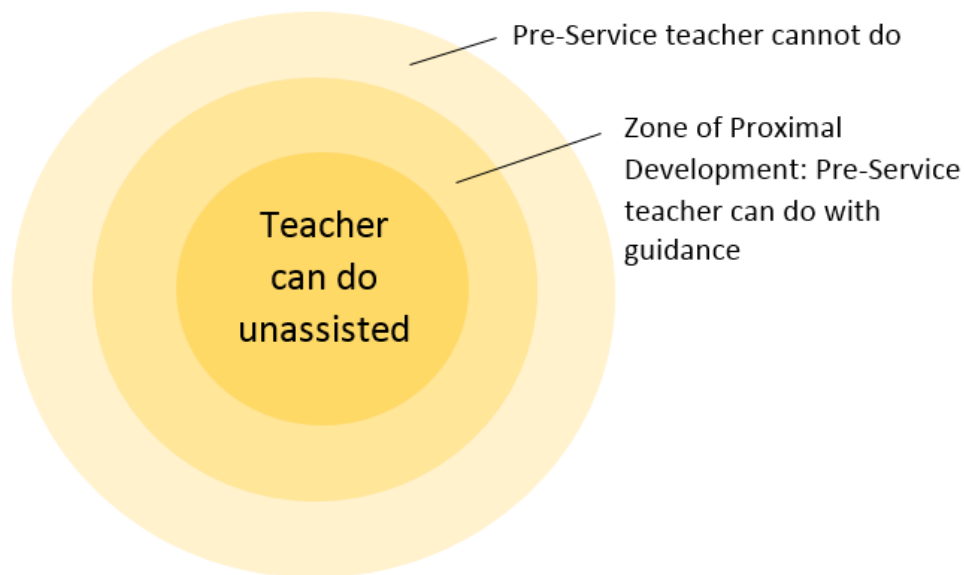 Pre-Service teacher cannot do
Zone of Proximal
Development: Pre-Service
teacher can do with
guidance
Teacher
can do
unassisted